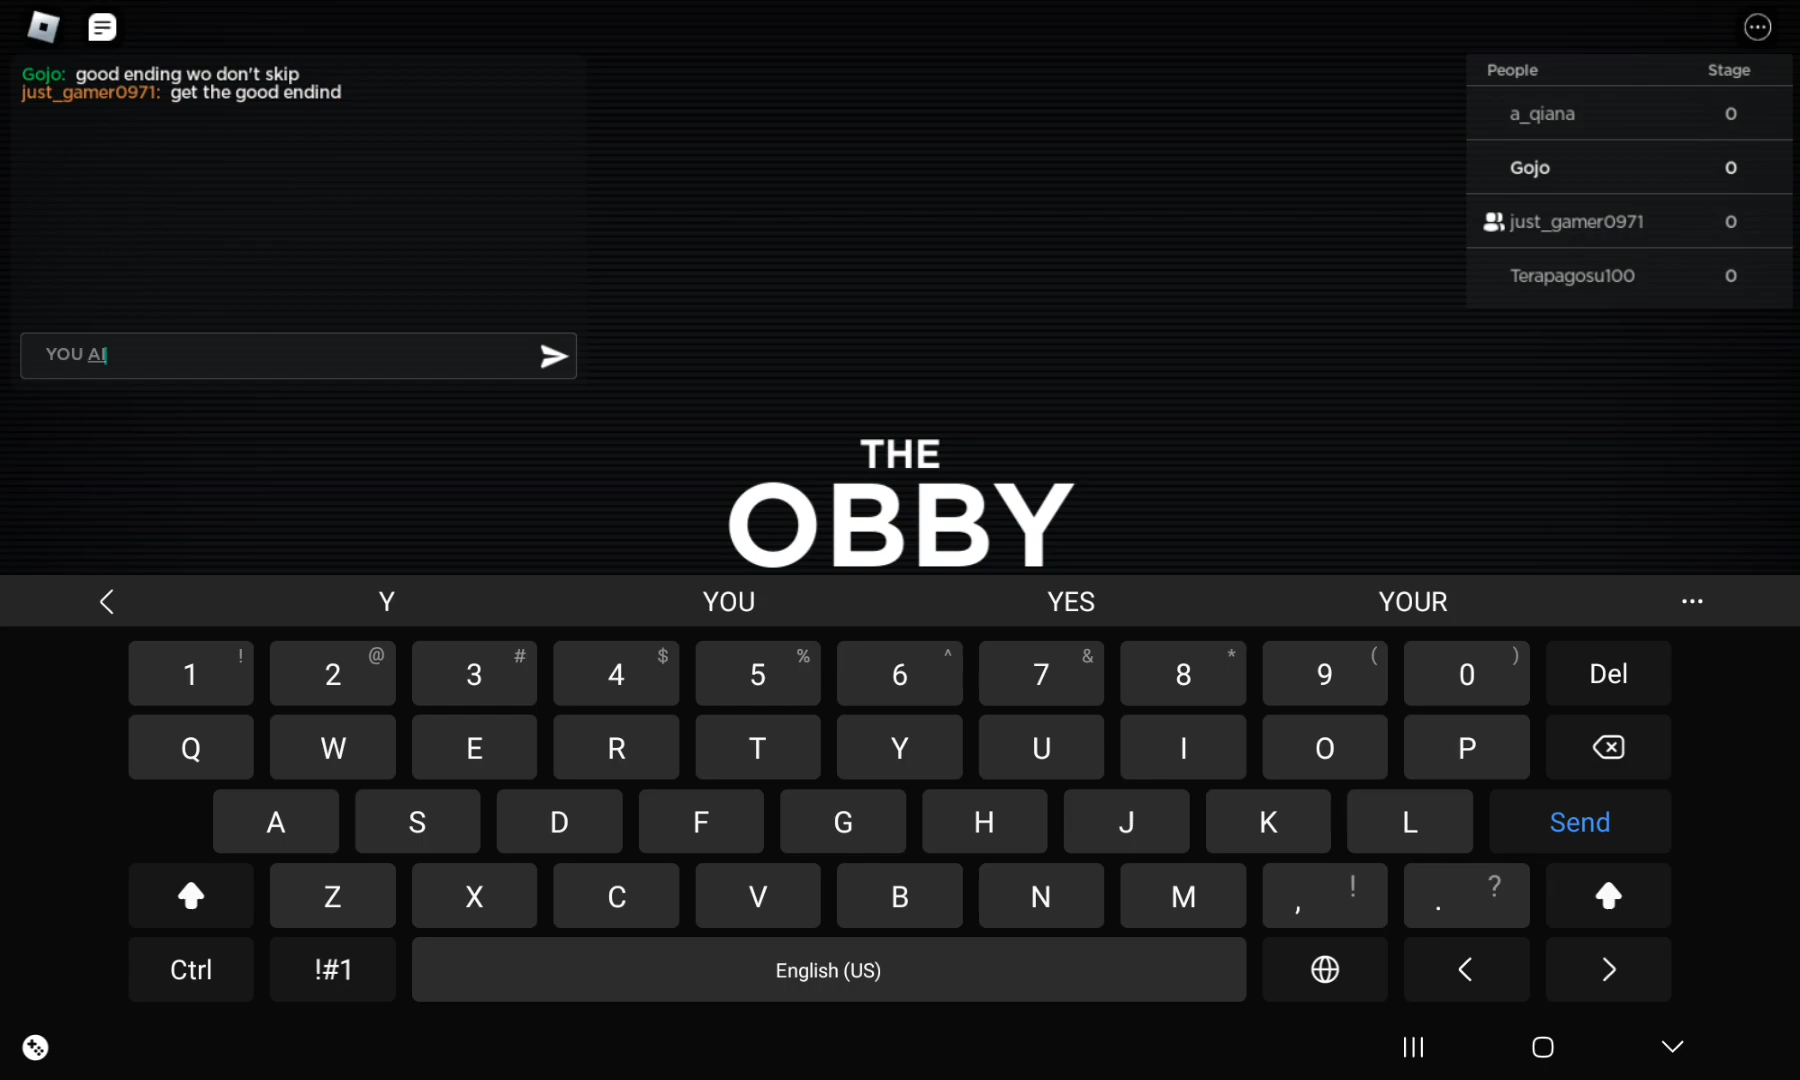 Gojo: good ending wo don't skip
just_gamer0971: get the good endind
People Stage
a_qiana 0
Gojo 0
just_gamer0971 0
Terapagosu100 0
YOU AI
THE
OBBY
Y YOU YES YOUR ...
1 ! 2 @ 3 # 4 $ 5 % 6 ^ 7 & 8 * 9 ( 0 ) Del
Q W E R T Y U I O P
A S D F G H J K L Send
Z X C V B N M , ! . ?
Ctrl !#1 English (US) < >